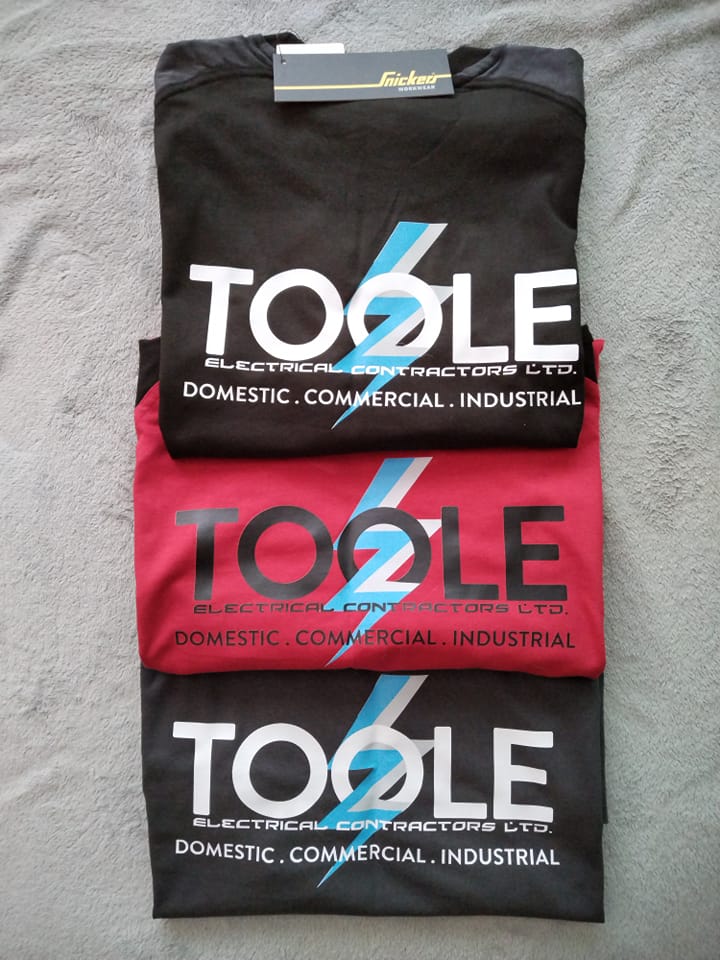 Snickers
WORKWEAR
TOOLE
ELECTRICAL CONTRACTORS LTD.
DOMESTIC . COMMERCIAL . INDUSTRIAL
TOOLE
ELECTRICAL CONTRACTORS LTD.
DOMESTIC . COMMERCIAL . INDUSTRIAL
TOOLE
ELECTRICAL CONTRACTORS LTD.
DOMESTIC . COMMERCIAL . INDUSTRIAL